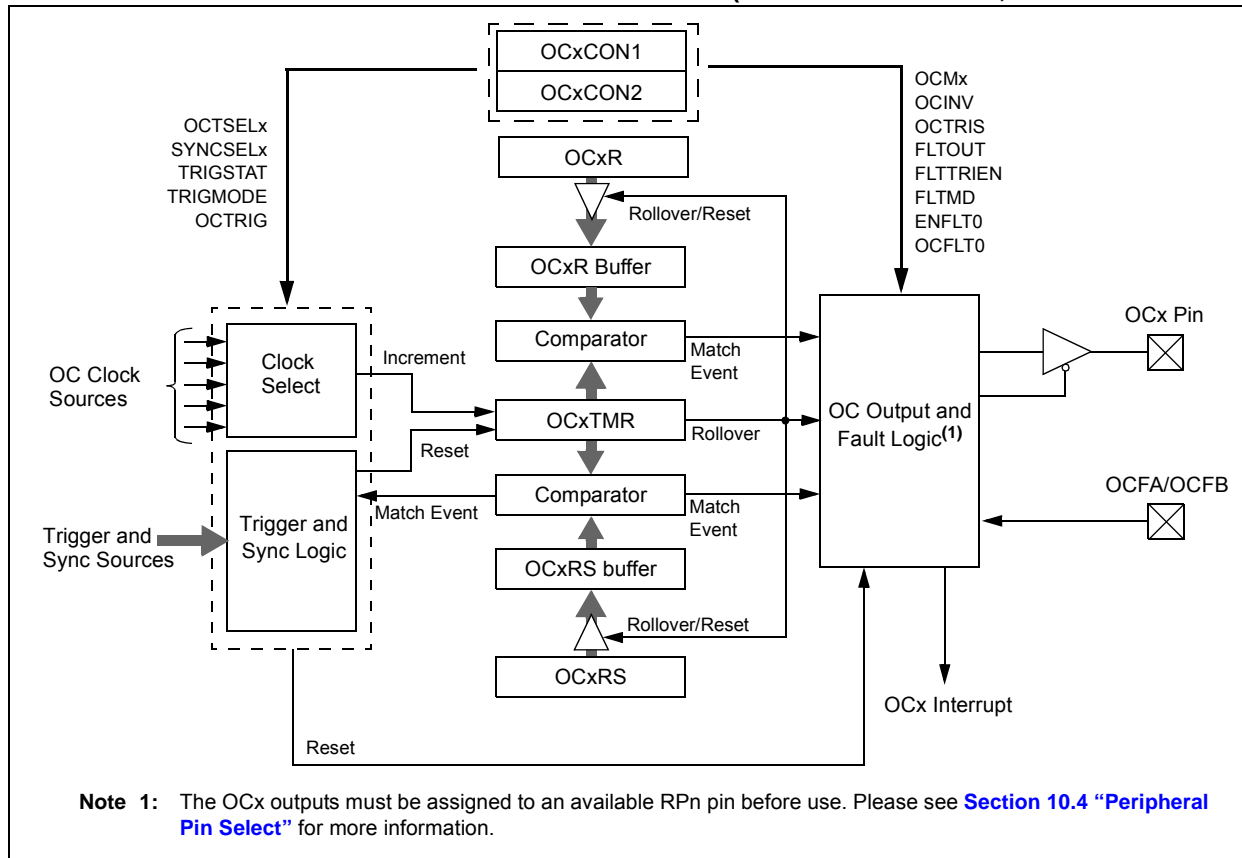 OCxCON1
OCxCON2
OCTSELx
SYNCSELx
TRIGSTAT
TRIGMODE
OCTRIG
OCMx
OCINV
OCTRIS
FLTOUT
FLTTRIEN
FLTMD
ENFLT0
OCFLT0
OCxR
Rollover/Reset
OCxR Buffer
OC Clock
Sources
Clock
Select
Increment
Comparator
Match
Event
OCx Pin
Reset
OCxTMR
Rollover
OC Output and
Fault Logic(1)
Trigger and
Sync Sources
Trigger and
Sync Logic
Match Event
Comparator
Match
Event
OCFA/OCFB
OCxRS buffer
Rollover/Reset
OCxRS
OCx Interrupt
Reset
Note 1: The OCx outputs must be assigned to an available RPn pin before use. Please see Section 10.4 “Peripheral
Pin Select” for more information.